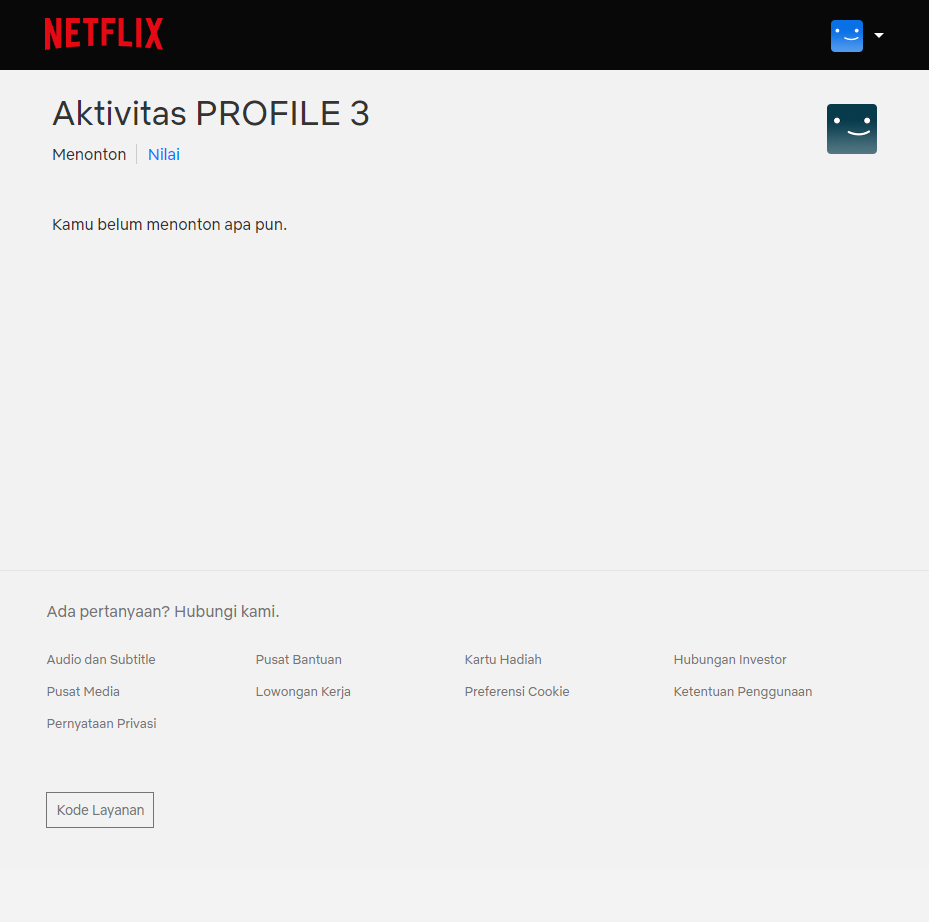 NETFLIX
Aktivitas PROFILE 3
Menonton Nilai
Kamu belum menonton apa pun.
Ada pertanyaan? Hubungi kami.
Audio dan Subtitle Pusat Bantuan Kartu Hadiah Hubungan Investor
Pusat Media Lowongan Kerja Preferensi Cookie Ketentuan Penggunaan
Pernyataan Privasi
Kode Layanan